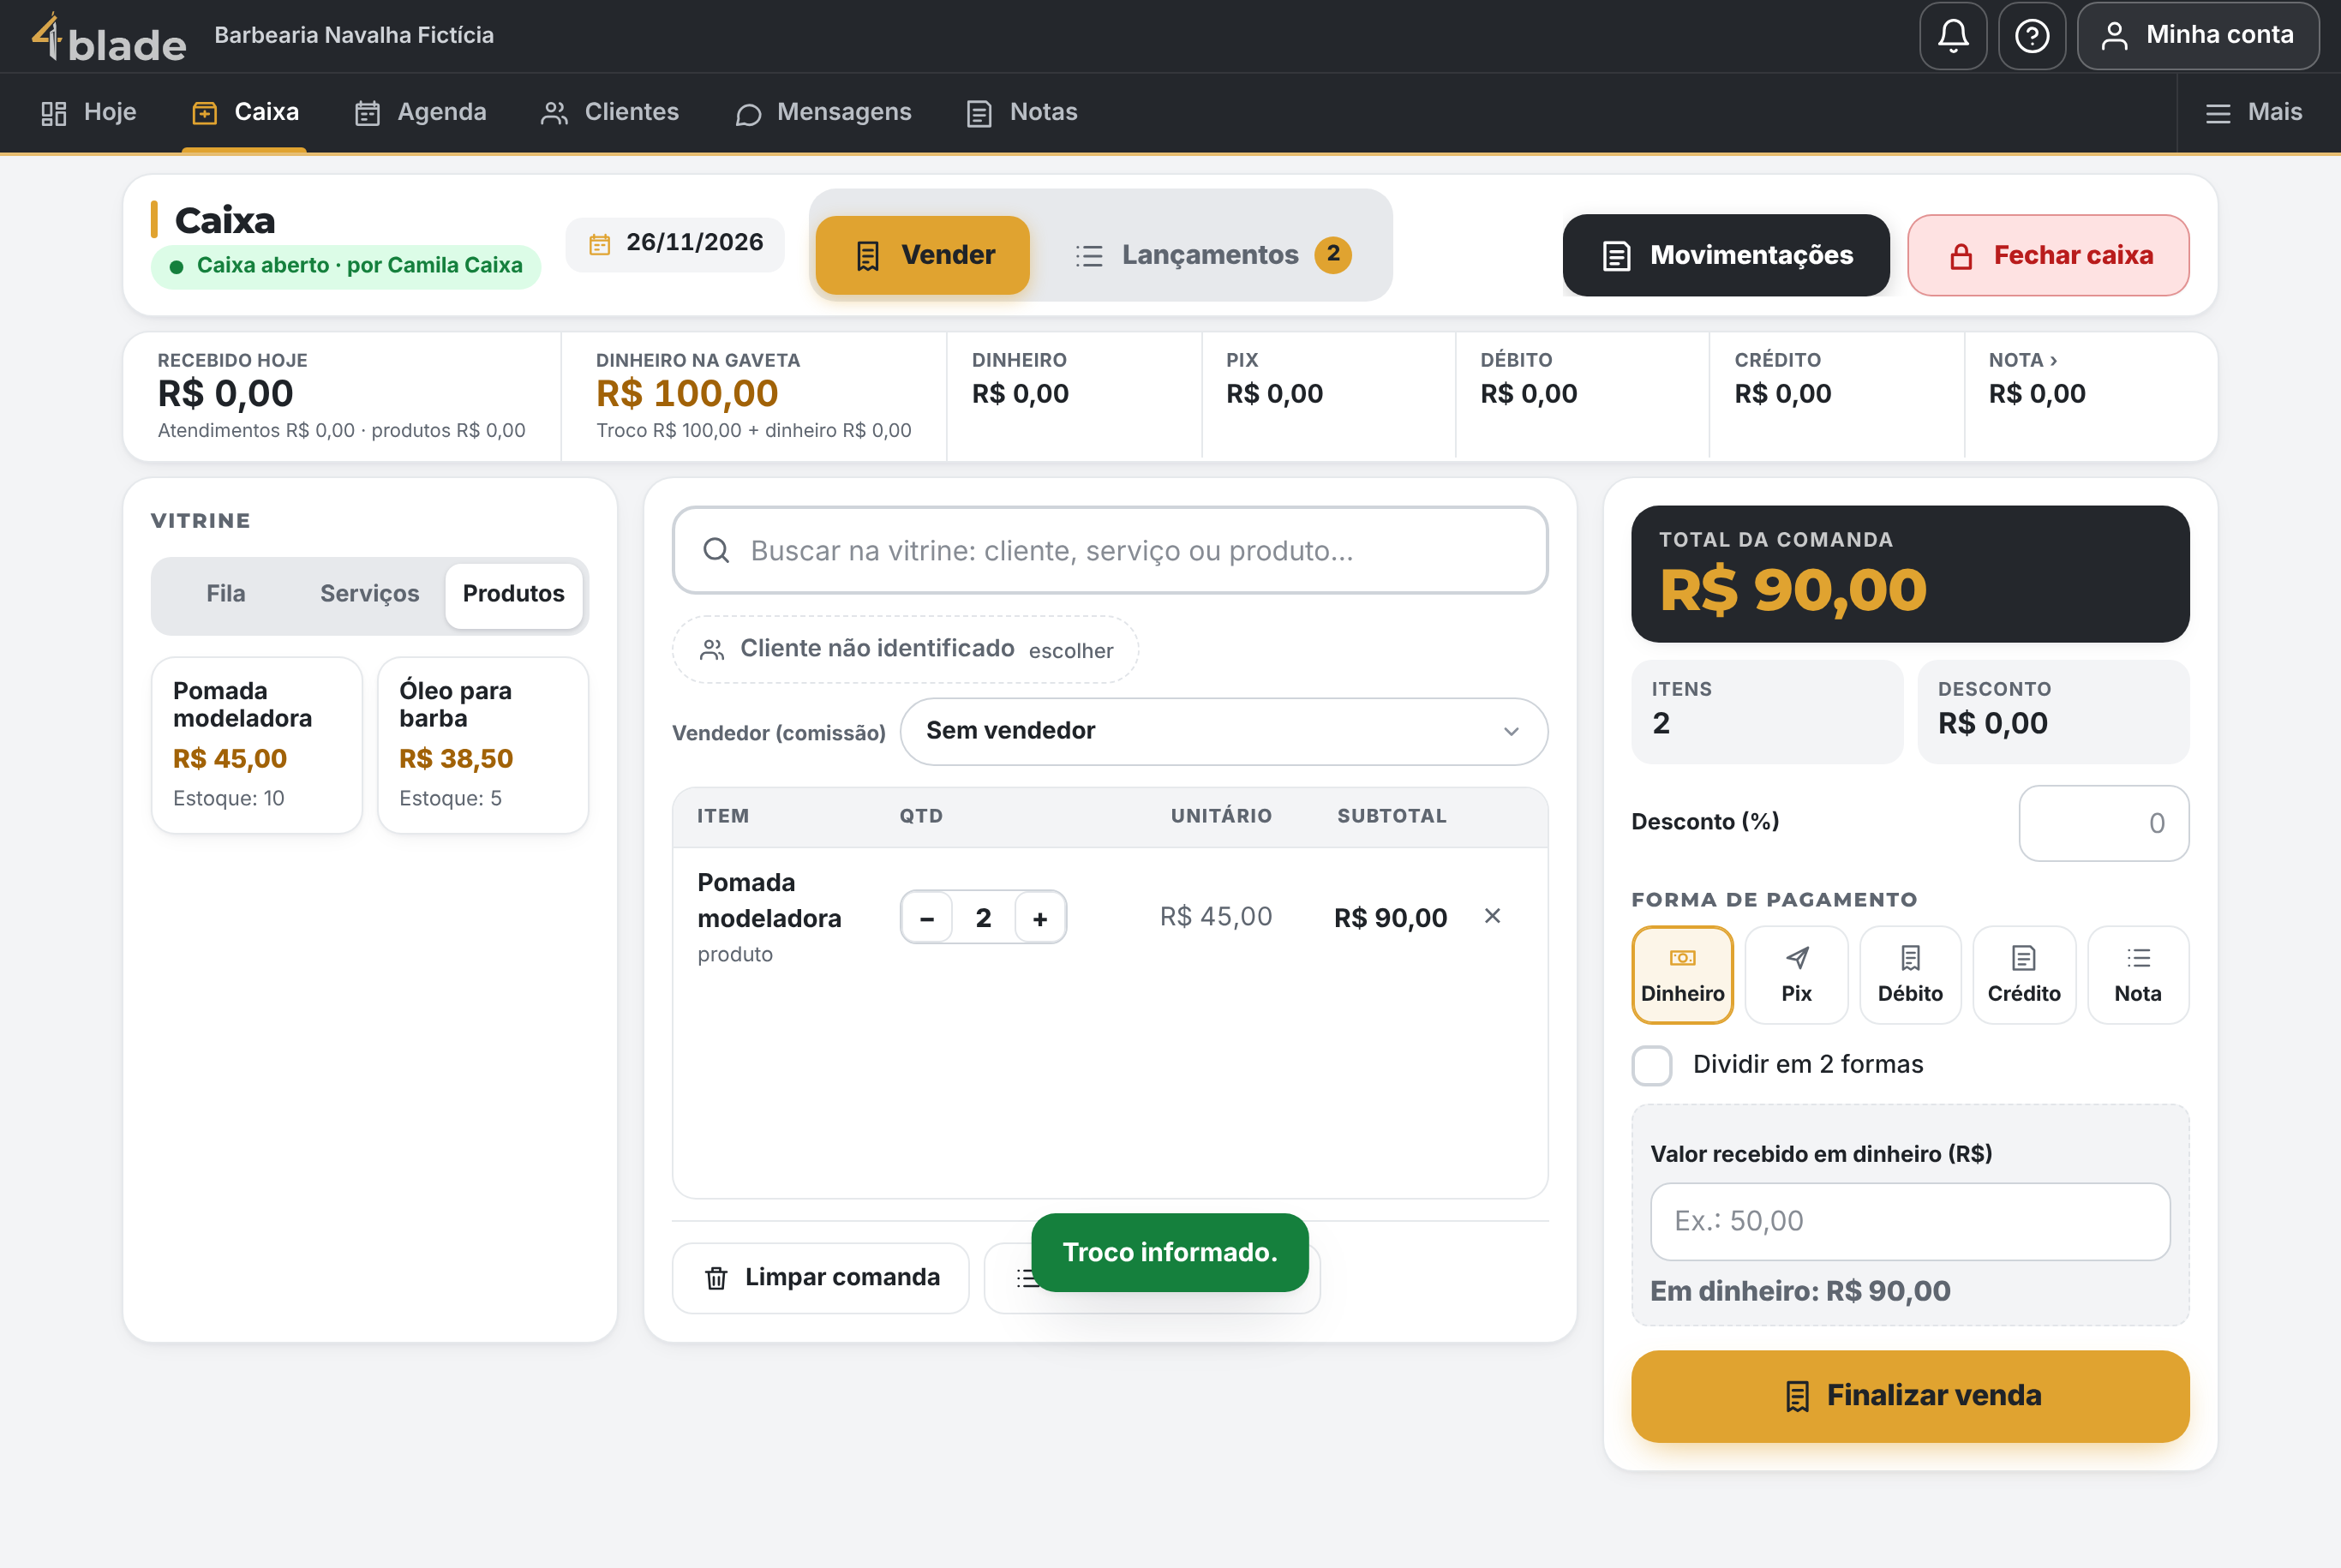 4blade
Barbearia Navalha Fictícia
Minha conta
Hoje
Caixa
Agenda
Clientes
Mensagens
Notas
Mais
Caixa
Caixa aberto · por Camila Caixa
26/11/2026
Vender
Lançamentos 2
Movimentações
Fechar caixa
RECEBIDO HOJE
R$ 0,00
Atendimentos R$ 0,00 · produtos R$ 0,00
DINHEIRO NA GAVETA
R$ 100,00
Troco R$ 100,00 + dinheiro R$ 0,00
DINHEIRO
R$ 0,00
PIX
R$ 0,00
DÉBITO
R$ 0,00
CRÉDITO
R$ 0,00
NOTA ›
R$ 0,00
VITRINE
Fila
Serviços
Produtos
Pomada
modeladora
R$ 45,00
Estoque: 10
Óleo para
barba
R$ 38,50
Estoque: 5
Buscar na vitrine: cliente, serviço ou produto...
Cliente não identificado escolher
Vendedor (comissão)
Sem vendedor
ITEM QTD UNITÁRIO SUBTOTAL
Pomada
modeladora
produto
− 2 +
R$ 45,00
R$ 90,00
×
Limpar comanda
Troco informado.
TOTAL DA COMANDA
R$ 90,00
ITENS
2
DESCONTO
R$ 0,00
Desconto (%)
0
FORMA DE PAGAMENTO
Dinheiro
Pix
Débito
Crédito
Nota
Dividir em 2 formas
Valor recebido em dinheiro (R$)
Ex.: 50,00
Em dinheiro: R$ 90,00
Finalizar venda